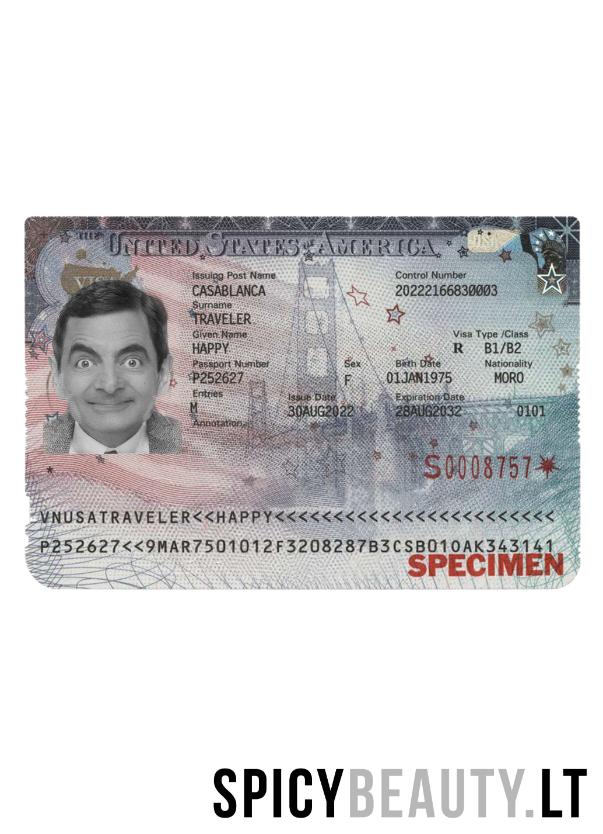 THE UNITED STATES OF AMERICA
VISA
Issuing Post Name
CASABLANCA
Control Number
20222166830003
Surname
TRAVELER
Given Name
HAPPY
Visa Type /Class
R B1/B2
Passport Number
P252627
Sex
F
Birth Date
01JAN1975
Nationality
MORO
Entries
M
Issue Date
30AUG2022
Expiration Date
28AUG2032
0101
Annotation
S0008757
VNUSATRAVELER<<HAPPY<<<<<<<<<<<<<<<<<<<<<<<<
P252627<<9MAR7501012F3208287B3CSB010AK343141
SPECIMEN
SPICYBEAUTY.LT